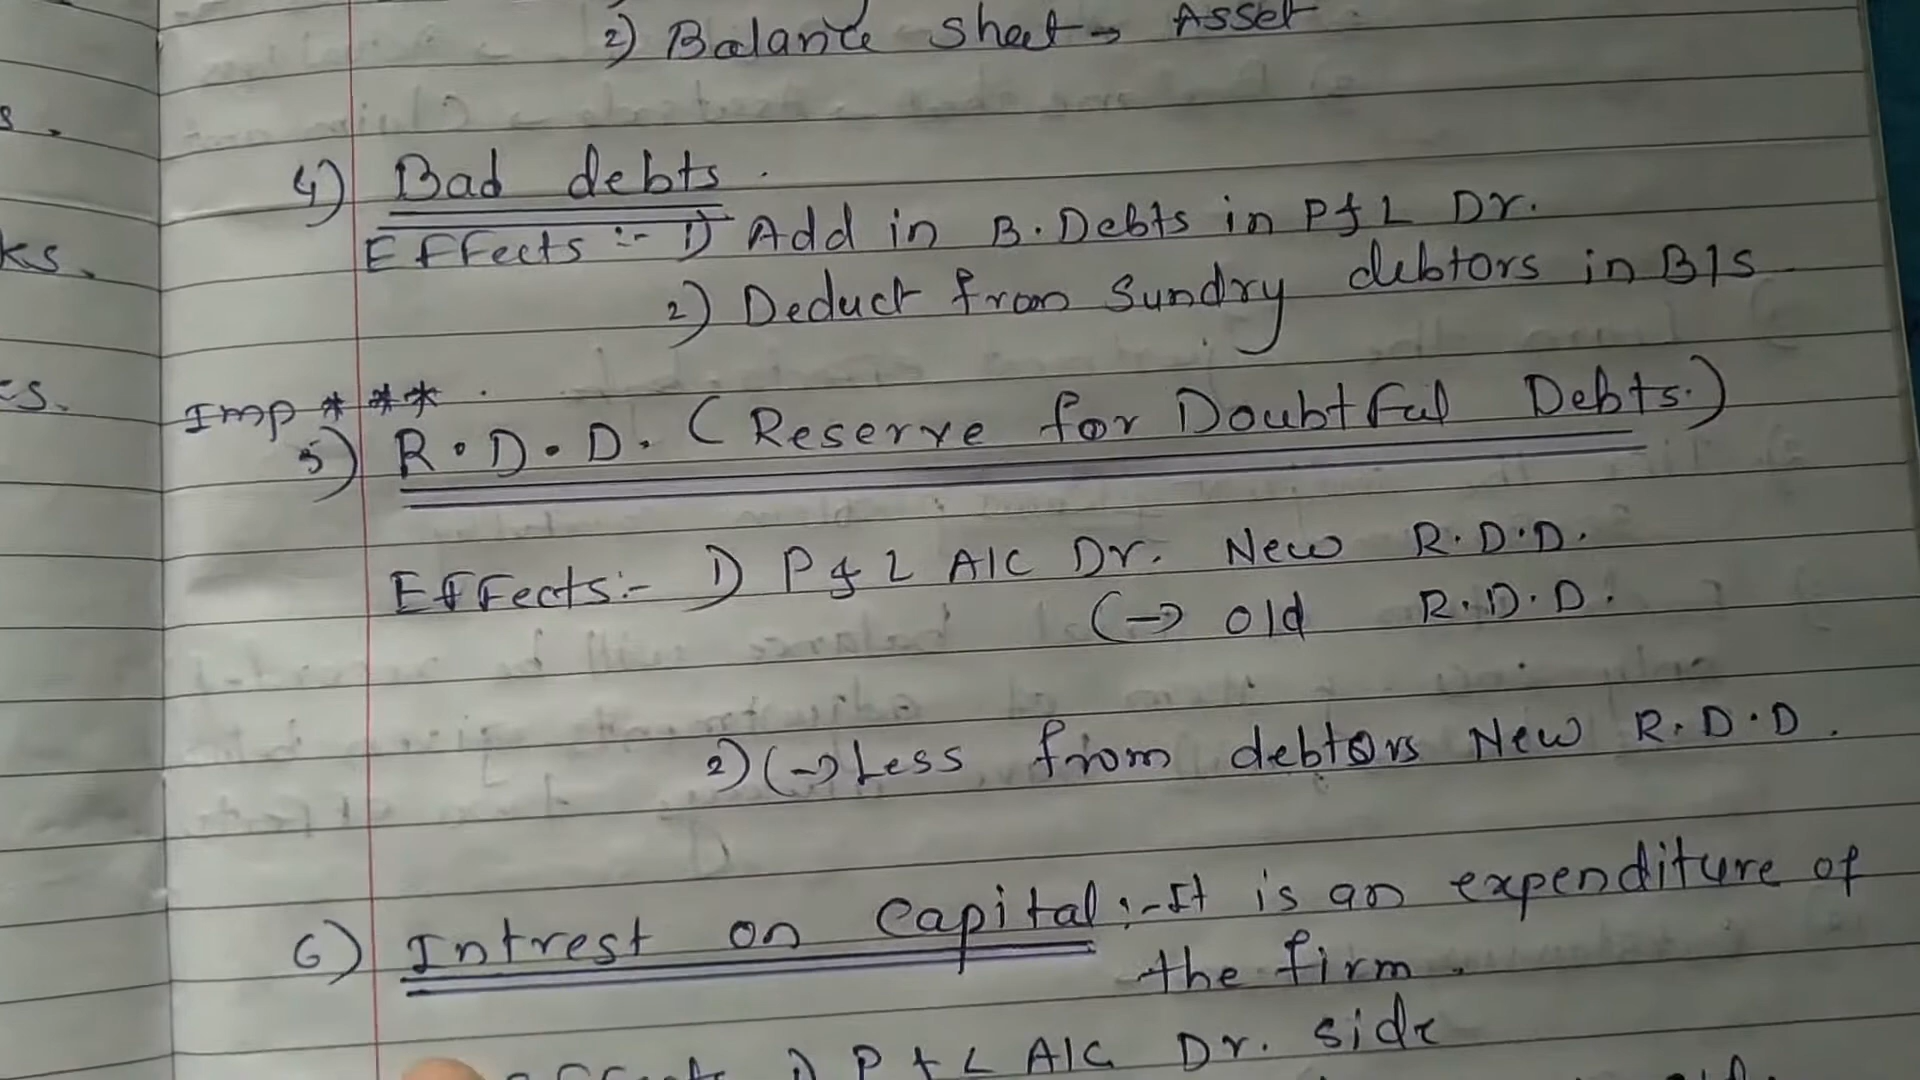 2) Balance sheet → Asset
s.
4) Bad debts.
Effects :- 1) Add in B. Debts in P & L Dr.
ks.
2) Deduct from Sundry debtors in B/s
Imp * * *
5) R.D.D. (Reserve for Doubtful Debts.)
Effects:- 1) P & L A/C Dr. New R.D.D.
(-) old R.D.D.
2) (-) Less from debtors New R.D.D.
6) Intrest on capital :- It is an expenditure of
the firm.
1) P & L A/C Dr. side